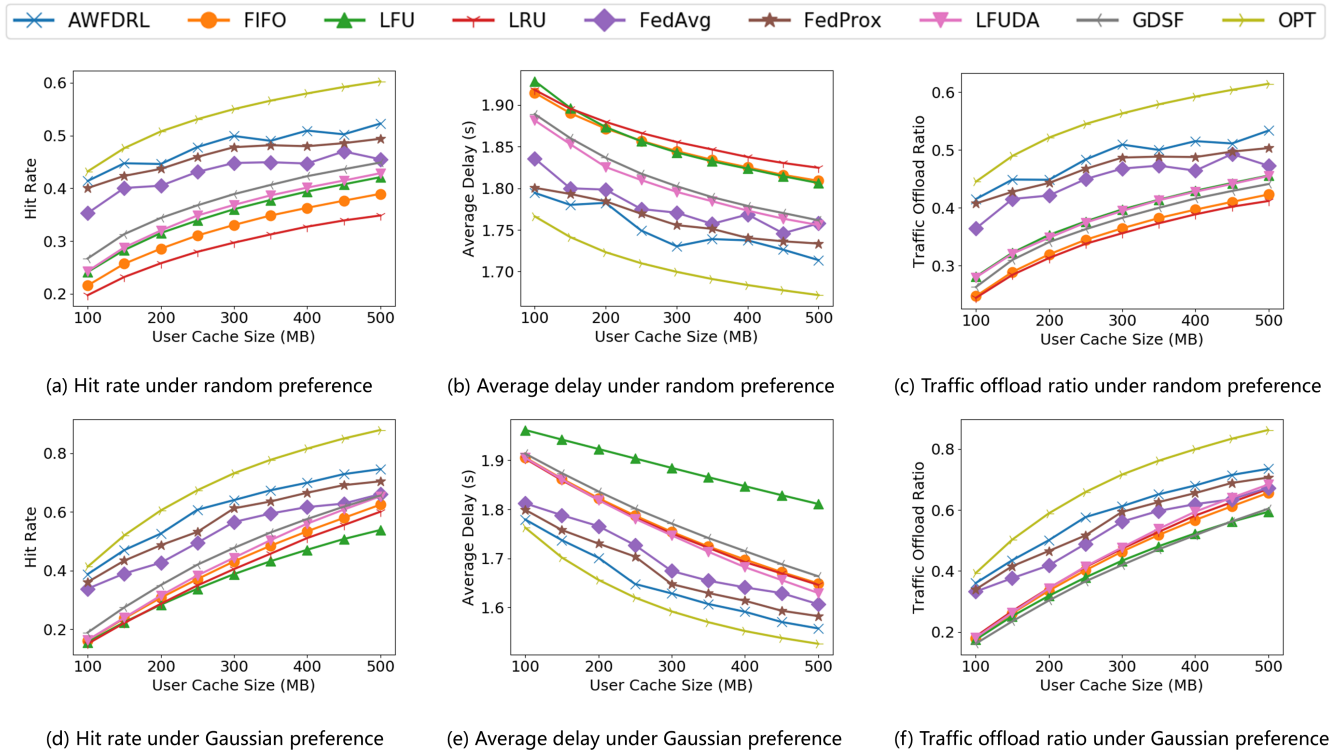 AWFDRL FIFO LFU LRU FedAvg FedProx LFUDA GDSF OPT
0.6
0.5
0.4
0.3
0.2
Hit Rate
100 200 300 400 500
User Cache Size (MB)
(a) Hit rate under random preference
1.90
1.85
1.80
1.75
1.70
Average Delay (s)
100 200 300 400 500
User Cache Size (MB)
(b) Average delay under random preference
0.6
0.5
0.4
0.3
Traffic Offload Ratio
100 200 300 400 500
User Cache Size (MB)
(c) Traffic offload ratio under random preference
0.8
0.6
0.4
0.2
Hit Rate
100 200 300 400 500
User Cache Size (MB)
(d) Hit rate under Gaussian preference
1.9
1.8
1.7
1.6
Average Delay (s)
100 200 300 400 500
User Cache Size (MB)
(e) Average delay under Gaussian preference
0.8
0.6
0.4
0.2
Traffic Offload Ratio
100 200 300 400 500
User Cache Size (MB)
(f) Traffic offload ratio under Gaussian preference